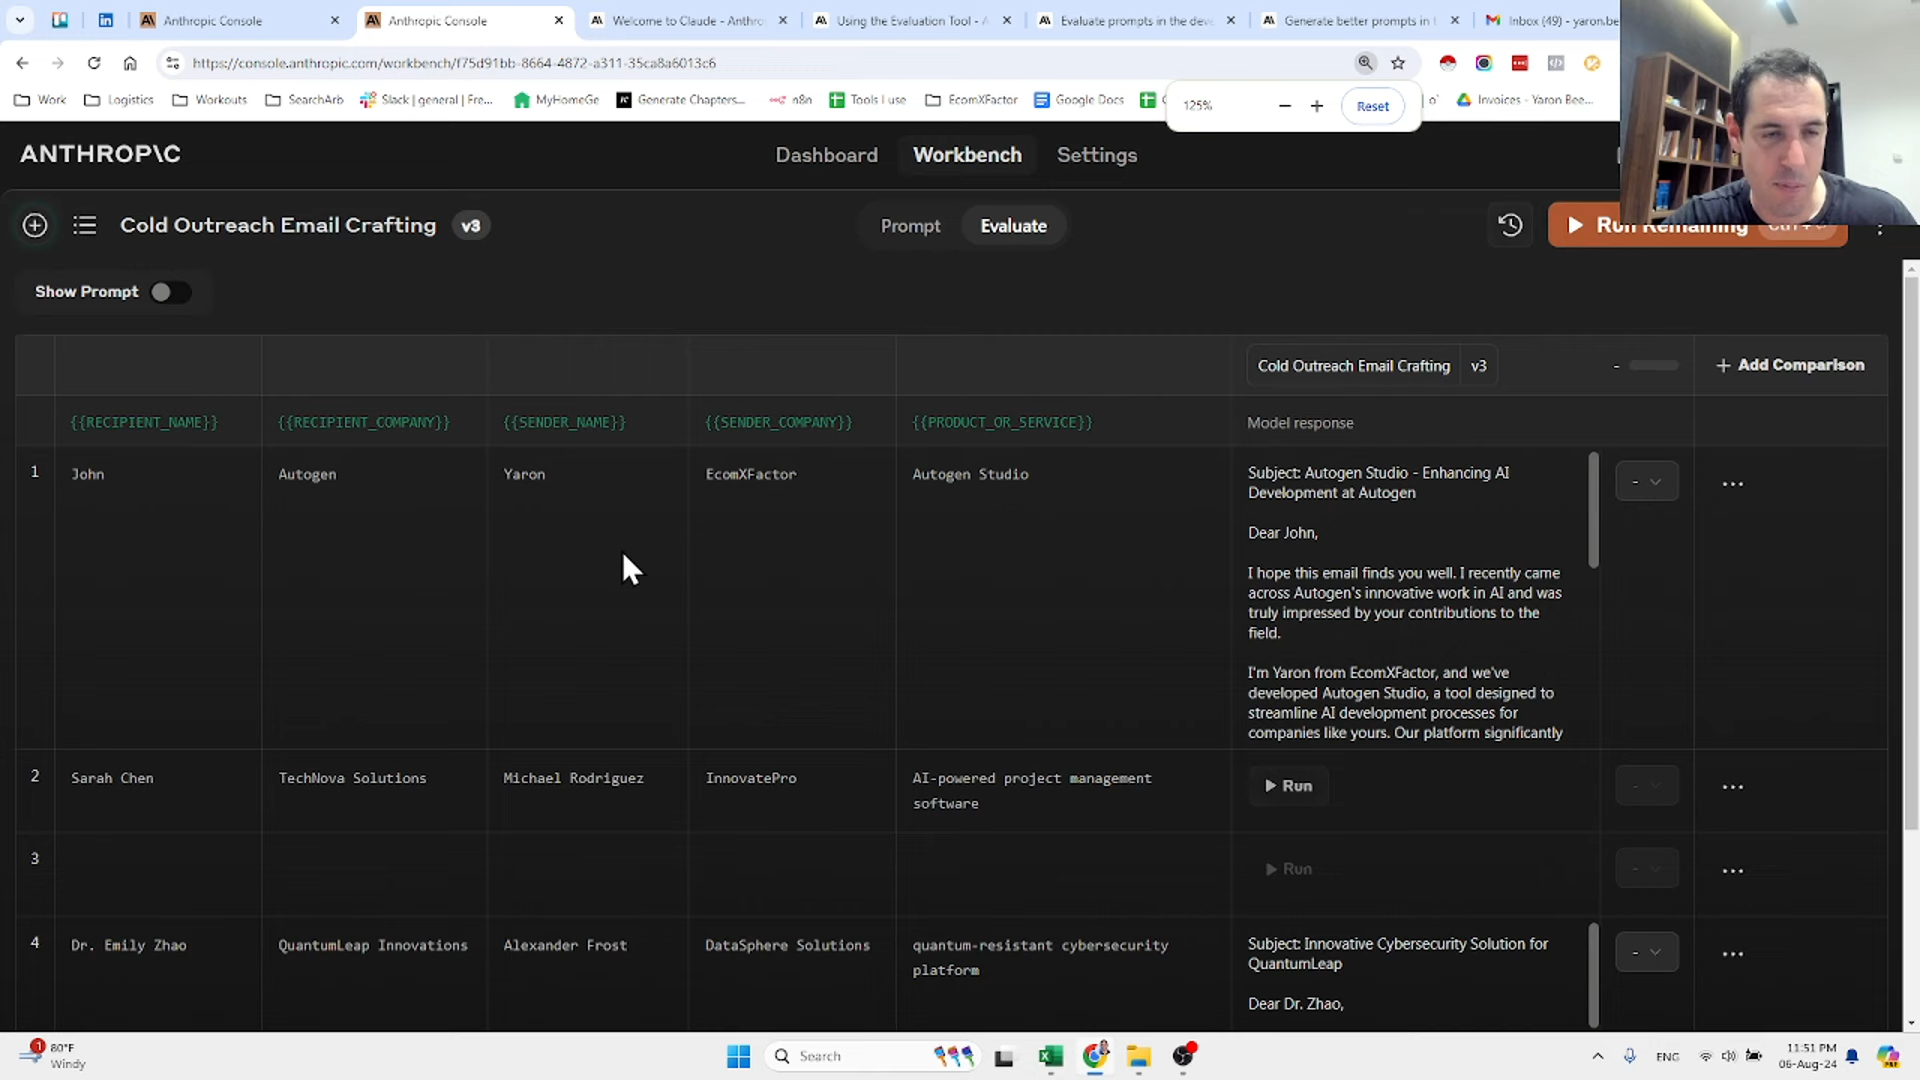 Anthropic Console
Anthropic Console
Welcome to Claude - Anthro
Using the Evaluation Tool - A
Evaluate prompts in the deve
Generate better prompts in t
Inbox (49) - yaron.be
https://console.anthropic.com/workbench/f75d91bb-8664-4872-a311-35ca8a6013c6
Work
Logistics
Workouts
SearchArb
Slack | general | Fre...
MyHomeGe
Generate Chapters...
n8n
Tools I use
EcomXFactor
Google Docs
Invoices - Yaron Bee...
125%
Reset
ANTHROP\C
Dashboard
Workbench
Settings
Cold Outreach Email Crafting
v3
Prompt
Evaluate
Run Remaining
Show Prompt
Cold Outreach Email Crafting
v3
-
+ Add Comparison
{{RECIPIENT_NAME}}
{{RECIPIENT_COMPANY}}
{{SENDER_NAME}}
{{SENDER_COMPANY}}
{{PRODUCT_OR_SERVICE}}
Model response
1
John
Autogen
Yaron
EcomXFactor
Autogen Studio
Subject: Autogen Studio - Enhancing AI
Development at Autogen
Dear John,
I hope this email finds you well. I recently came
across Autogen's innovative work in AI and was
truly impressed by your contributions to the
field.
I'm Yaron from EcomXFactor, and we've
developed Autogen Studio, a tool designed to
streamline AI development processes for
companies like yours. Our platform significantly
-
...
2
Sarah Chen
TechNova Solutions
Michael Rodriguez
InnovatePro
AI-powered project management
software
Run
-
...
3
Run
-
...
4
Dr. Emily Zhao
QuantumLeap Innovations
Alexander Frost
DataSphere Solutions
quantum-resistant cybersecurity
platform
Subject: Innovative Cybersecurity Solution for
QuantumLeap
Dear Dr. Zhao,
-
...
1
80°F
Windy
Search
ENG
11:51 PM
06-Aug-24